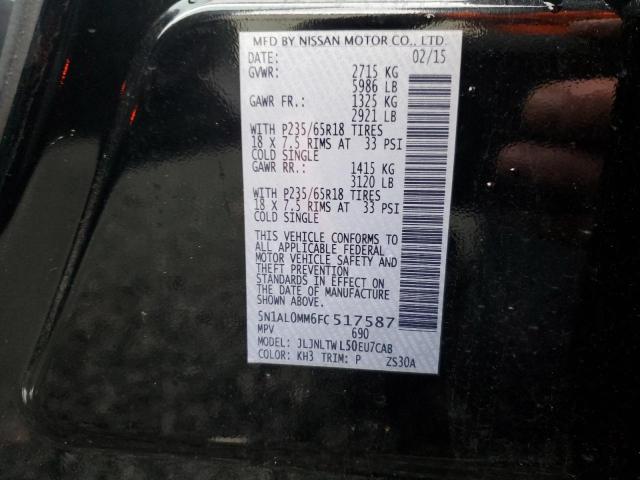 MFD BY NISSAN MOTOR CO., LTD.
DATE: 02/15
GVWR: 2715 KG
5986 LB
GAWR FR.: 1325 KG
2921 LB
WITH P235/65R18 TIRES
18 X 7.5 RIMS AT 33 PSI
COLD SINGLE
GAWR RR.: 1415 KG
3120 LB
WITH P235/65R18 TIRES
18 X 7.5 RIMS AT 33 PSI
COLD SINGLE
THIS VEHICLE CONFORMS TO
ALL APPLICABLE FEDERAL
MOTOR VEHICLE SAFETY AND
THEFT PREVENTION
STANDARDS IN EFFECT ON
THE DATE OF MANUFACTURE
SHOWN ABOVE.
5N1AL0MM6FC517587
MPV 690
MODEL: JLJNLTWL50EU7CAB
COLOR: KH3 TRIM: P ZS30A